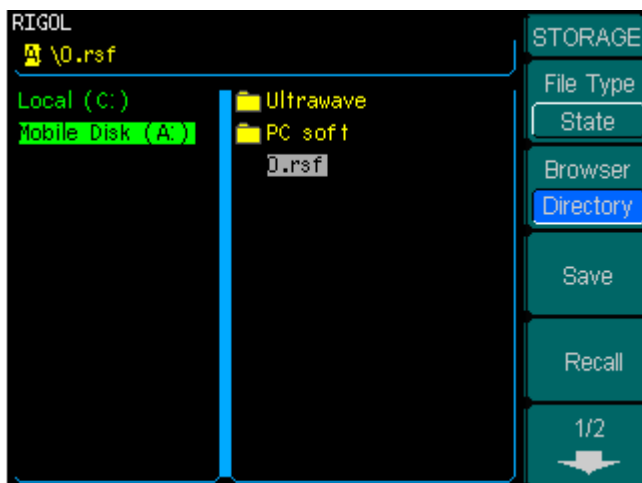 RIGOL
A: \0.rsf
Local (C:)
Mobile Disk (A:)
Ultrawave
PC soft
0.rsf
STORAGE
File Type
State
Browser
Directory
Save
Recall
1/2